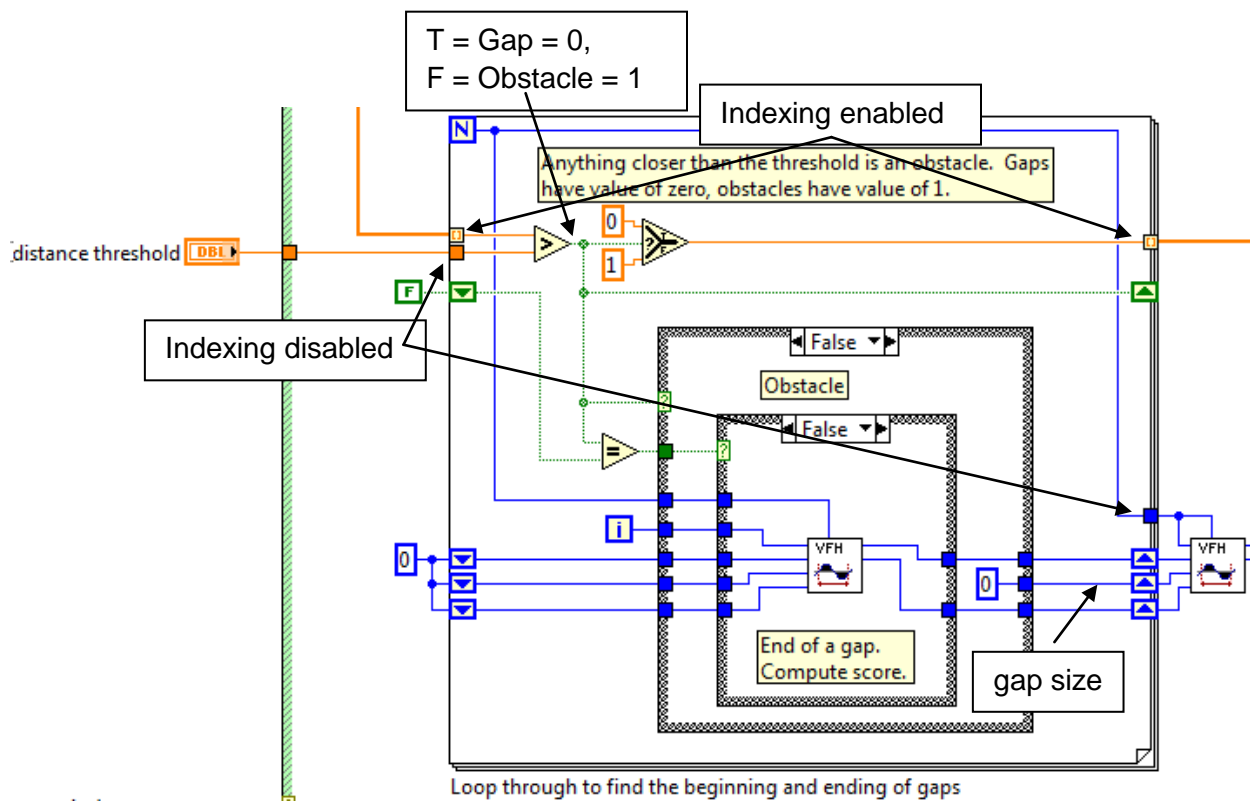 T = Gap = 0,
F = Obstacle = 1
Indexing enabled
N
Anything closer than the threshold is an obstacle. Gaps
have value of zero, obstacles have value of 1.
0
>
?
T
F
1
distance threshold
DBL
F
Indexing disabled
False
Obstacle
?
False
=
?
i
0
VFH
0
VFH
End of a gap.
Compute score.
gap size
Loop through to find the beginning and ending of gaps